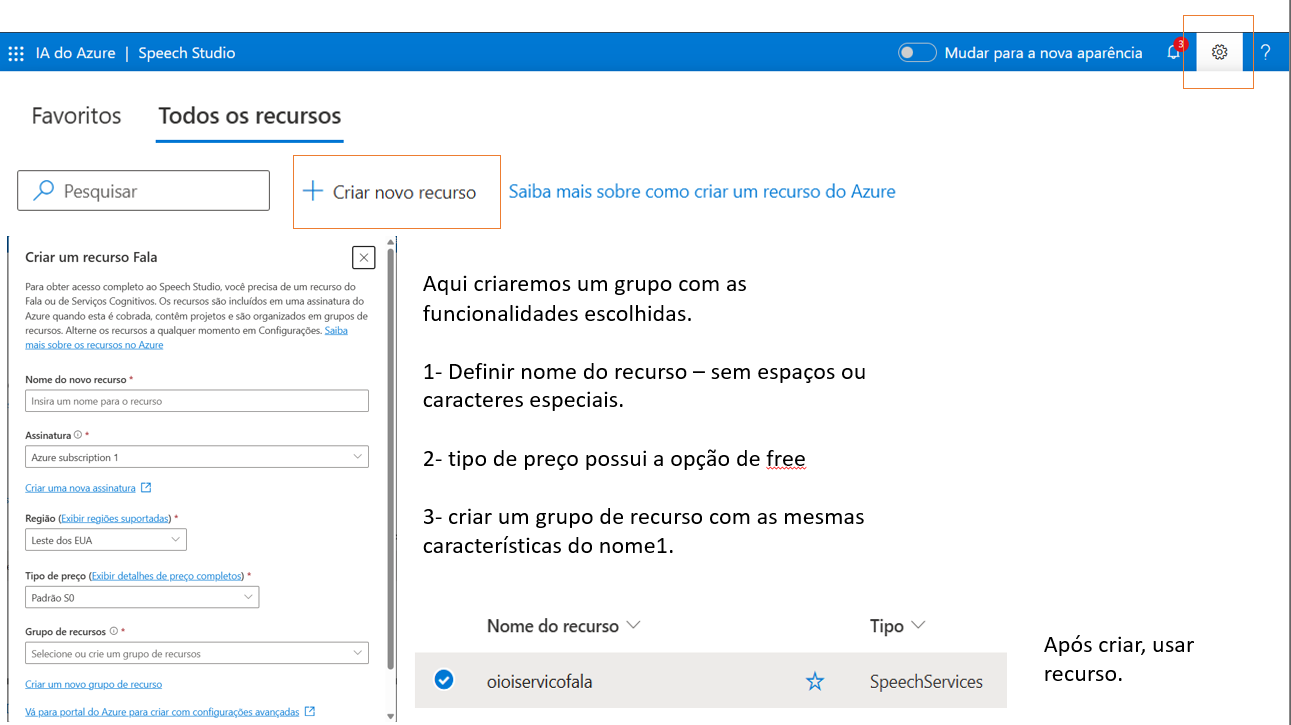 IA do Azure | Speech Studio
Mudar para a nova aparência
3
?
Favoritos
Todos os recursos
Pesquisar
Criar novo recurso
Saiba mais sobre como criar um recurso do Azure
Criar um recurso Fala
Para obter acesso completo ao Speech Studio, você precisa de um recurso do
Fala ou de Serviços Cognitivos. Os recursos são incluídos em uma assinatura do
Azure quando esta é cobrada, contêm projetos e são organizados em grupos de
recursos. Alterne os recursos a qualquer momento em Configurações. Saiba
mais sobre os recursos no Azure
Nome do novo recurso *
Insira um nome para o recurso
Assinatura *
Azure subscription 1
Criar uma nova assinatura
Região (Exibir regiões suportadas) *
Leste dos EUA
Tipo de preço (Exibir detalhes de preço completos) *
Padrão S0
Grupo de recursos *
Selecione ou crie um grupo de recursos
Criar um novo grupo de recurso
Vá para portal do Azure para criar com configurações avançadas
Aqui criaremos um grupo com as
funcionalidades escolhidas.
1- Definir nome do recurso – sem espaços ou
caracteres especiais.
2- tipo de preço possui a opção de free
3- criar um grupo de recurso com as mesmas
características do nome1.
Nome do recurso
Tipo
oioiservicofala
SpeechServices
Após criar, usar
recurso.